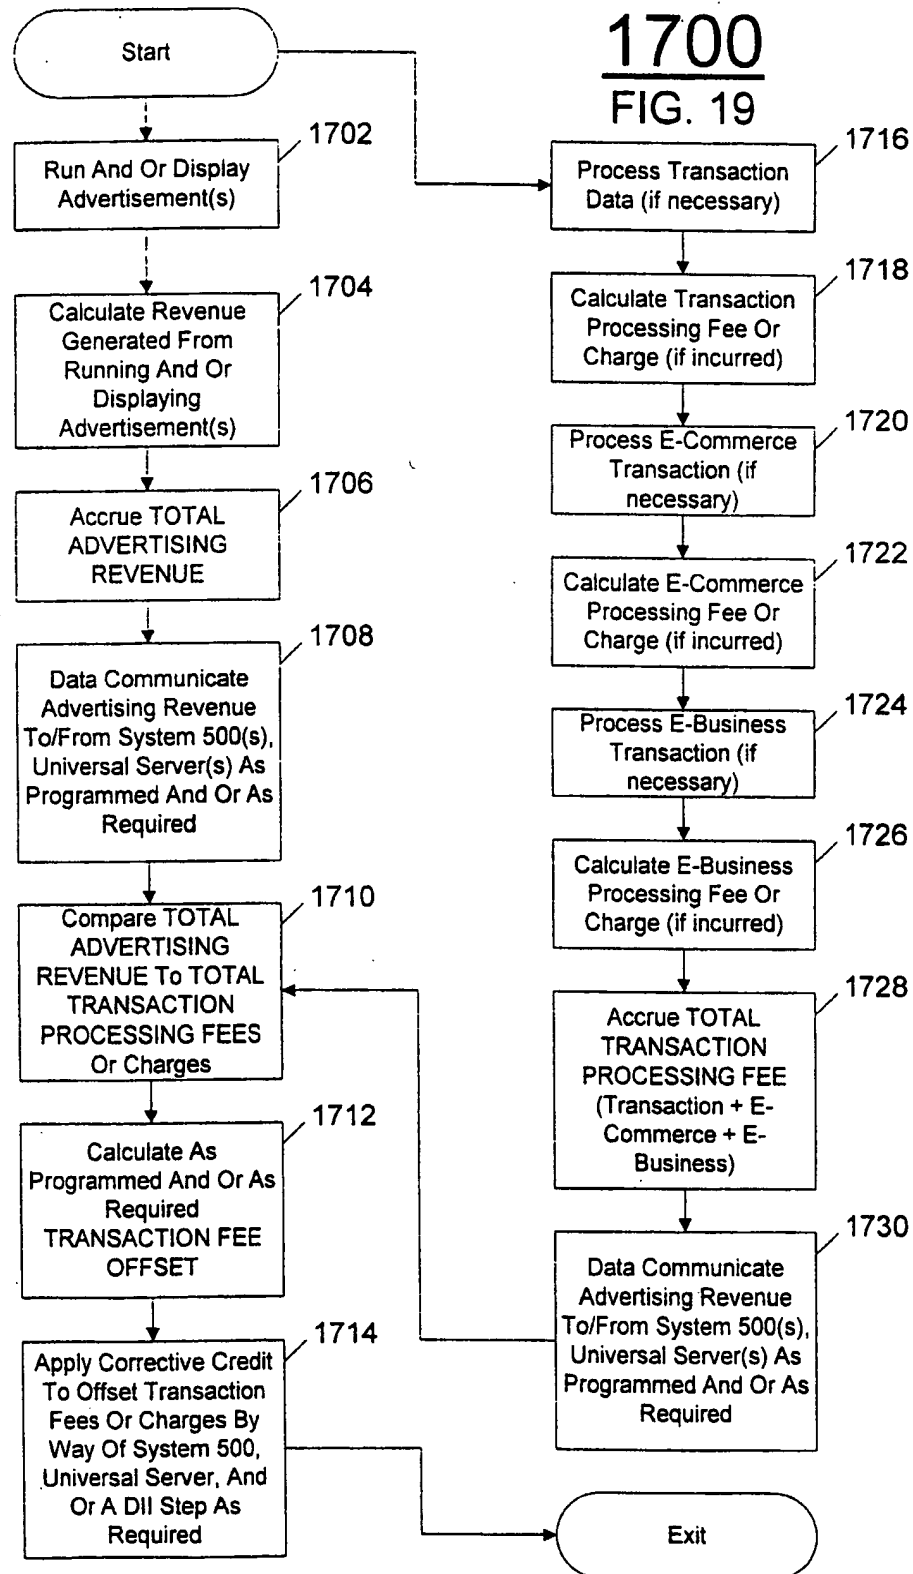 1700
FIG. 19
Start
1702
Run And Or Display
Advertisement(s)
1704
Calculate Revenue
Generated From
Running And Or
Displaying
Advertisement(s)
1706
Accrue TOTAL
ADVERTISING
REVENUE
1708
Data Communicate
Advertising Revenue
To/From System 500(s),
Universal Server(s) As
Programmed And Or As
Required
1710
Compare TOTAL
ADVERTISING
REVENUE To TOTAL
TRANSACTION
PROCESSING FEES
Or Charges
1712
Calculate As
Programmed And Or As
Required
TRANSACTION FEE
OFFSET
1714
Apply Corrective Credit
To Offset Transaction
Fees Or Charges By
Way Of System 500,
Universal Server, And
Or A DII Step As
Required
1716
Process Transaction
Data (if necessary)
1718
Calculate Transaction
Processing Fee Or
Charge (if incurred)
1720
Process E-Commerce
Transaction (if
necessary)
1722
Calculate E-Commerce
Processing Fee Or
Charge (if incurred)
1724
Process E-Business
Transaction (if
necessary)
1726
Calculate E-Business
Processing Fee Or
Charge (if incurred)
1728
Accrue TOTAL
TRANSACTION
PROCESSING FEE
(Transaction + E-
Commerce + E-
Business)
1730
Data Communicate
Advertising Revenue
To/From System 500(s),
Universal Server(s) As
Programmed And Or As
Required
Exit